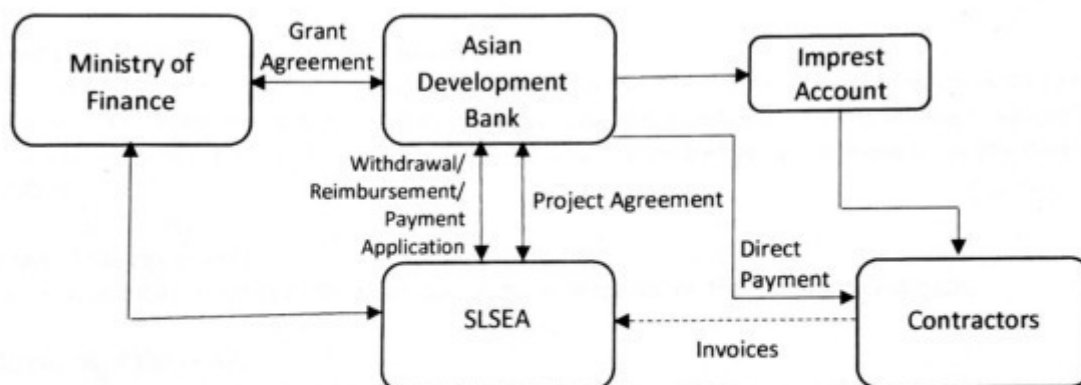 Ministry of
Finance
Grant
Agreement
Asian
Development
Bank
Imprest
Account
Withdrawal/
Reimbursement/
Payment
Application
Project Agreement
Direct
Payment
SLSEA
Invoices
Contractors